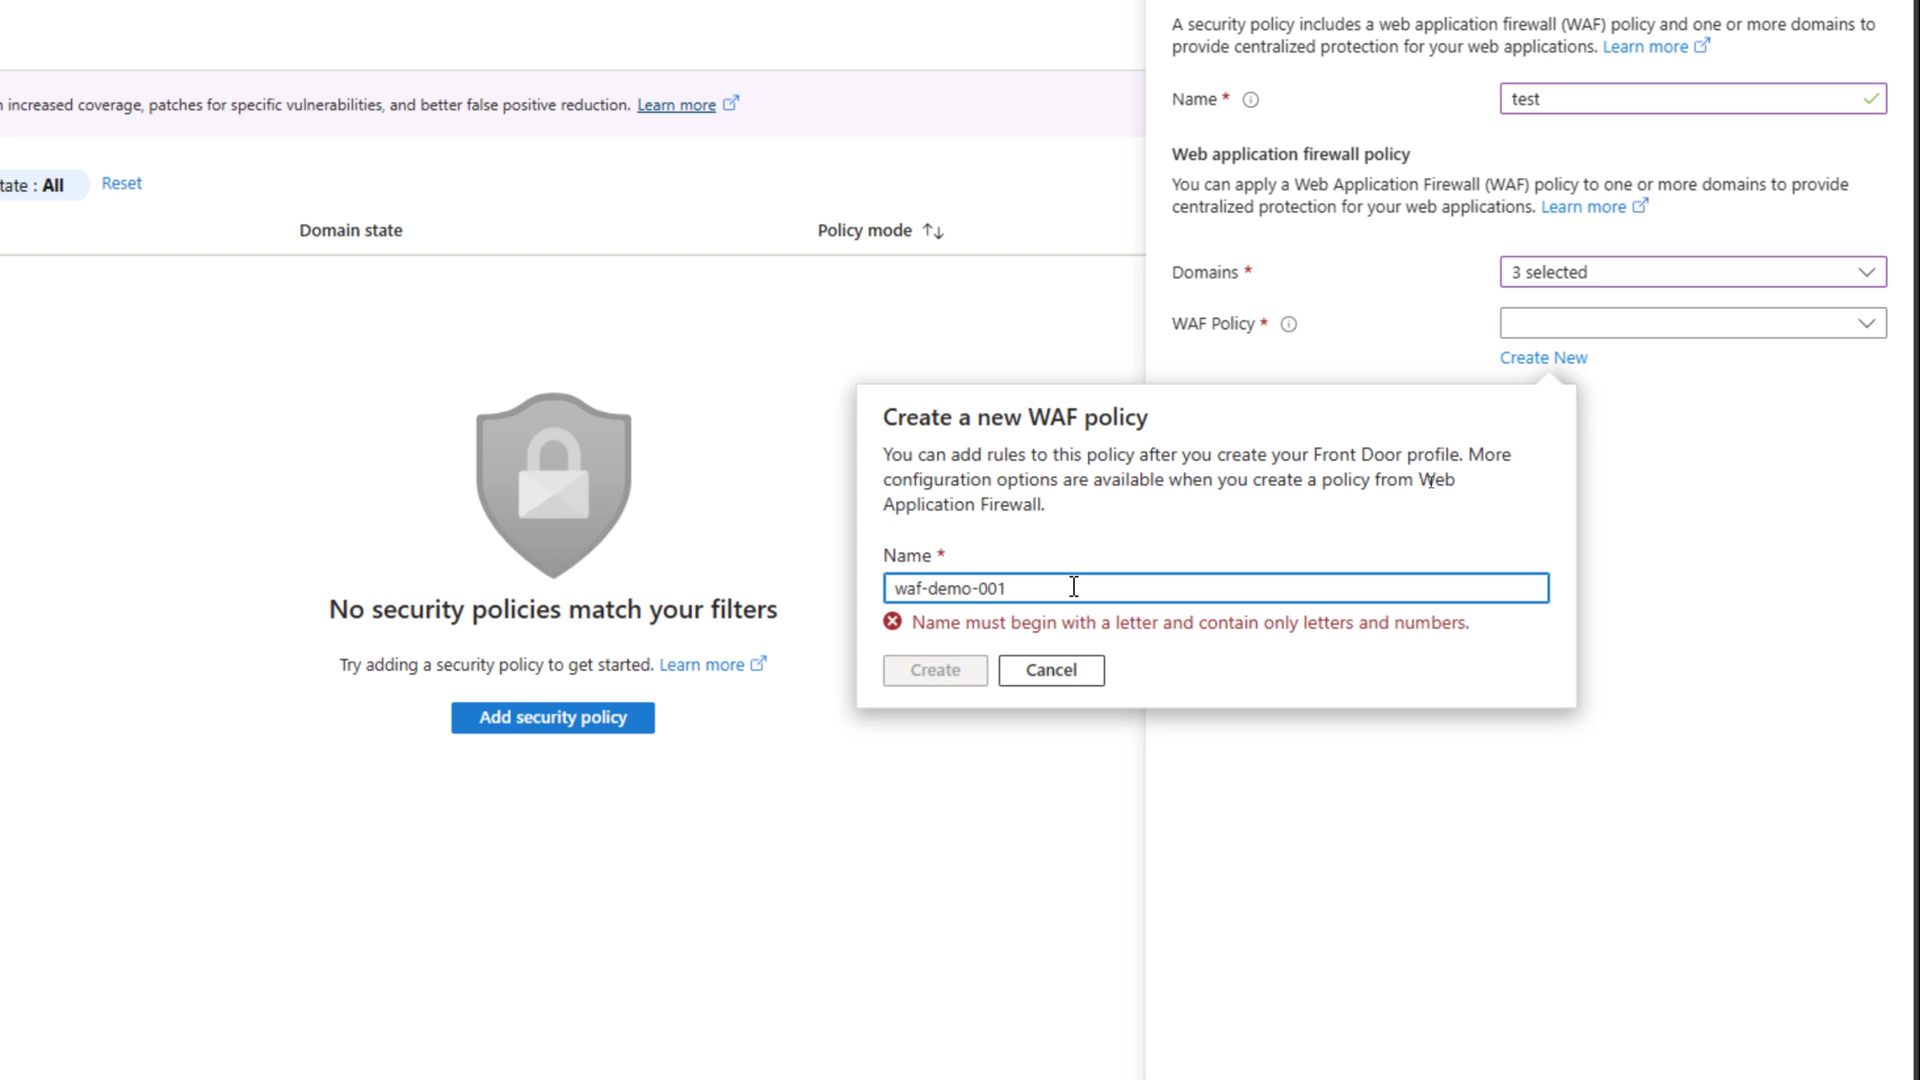 increased coverage, patches for specific vulnerabilities, and better false positive reduction. Learn more
tate : All Reset
Domain state Policy mode
No security policies match your filters
Try adding a security policy to get started. Learn more
Add security policy
A security policy includes a web application firewall (WAF) policy and one or more domains to
provide centralized protection for your web applications. Learn more
Name * test
Web application firewall policy
You can apply a Web Application Firewall (WAF) policy to one or more domains to provide
centralized protection for your web applications. Learn more
Domains * 3 selected
WAF Policy *
Create New
Create a new WAF policy
You can add rules to this policy after you create your Front Door profile. More
configuration options are available when you create a policy from Web
Application Firewall.
Name *
waf-demo-001
Name must begin with a letter and contain only letters and numbers.
Create Cancel